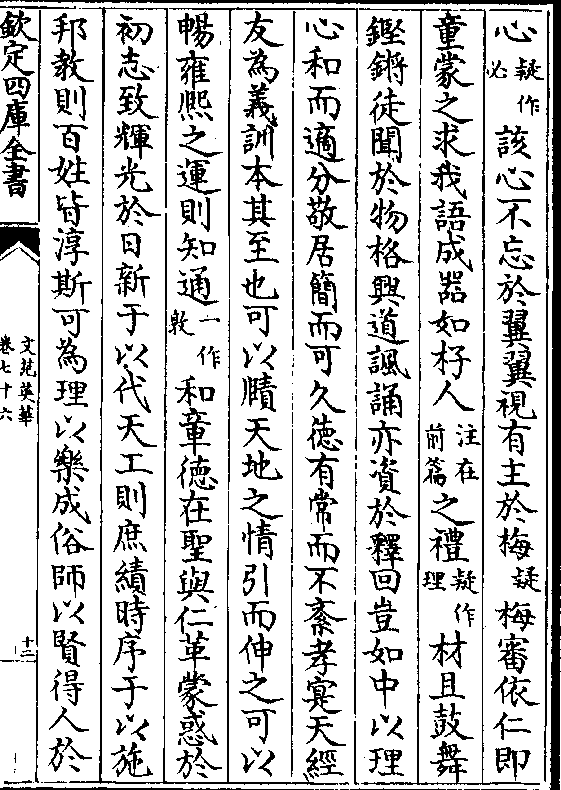 心疑作必該心不忘於翼翼視有主於梅疑梅審依仁即
童蒙之求我語成器如杍人注在前篇之禮疑作理材且鼓舞
鏗鏘徒聞於物格興道諷誦亦資於釋回豈如中以理
心和而適分敬居簡而可久徳有常而不紊孝寔天經
友為義訓本其至也可以賾天地之情引而伸之可以
暢雍熈之運則知通一作敷和章德在聖與仁革蒙惑於
初志致輝光於日新于以代天工則庶績時序于以施
邦教則百姓皆淳斯可為理以樂成俗師以賢得人於
欽定四庫全書
文苑英華
卷七十六
十二